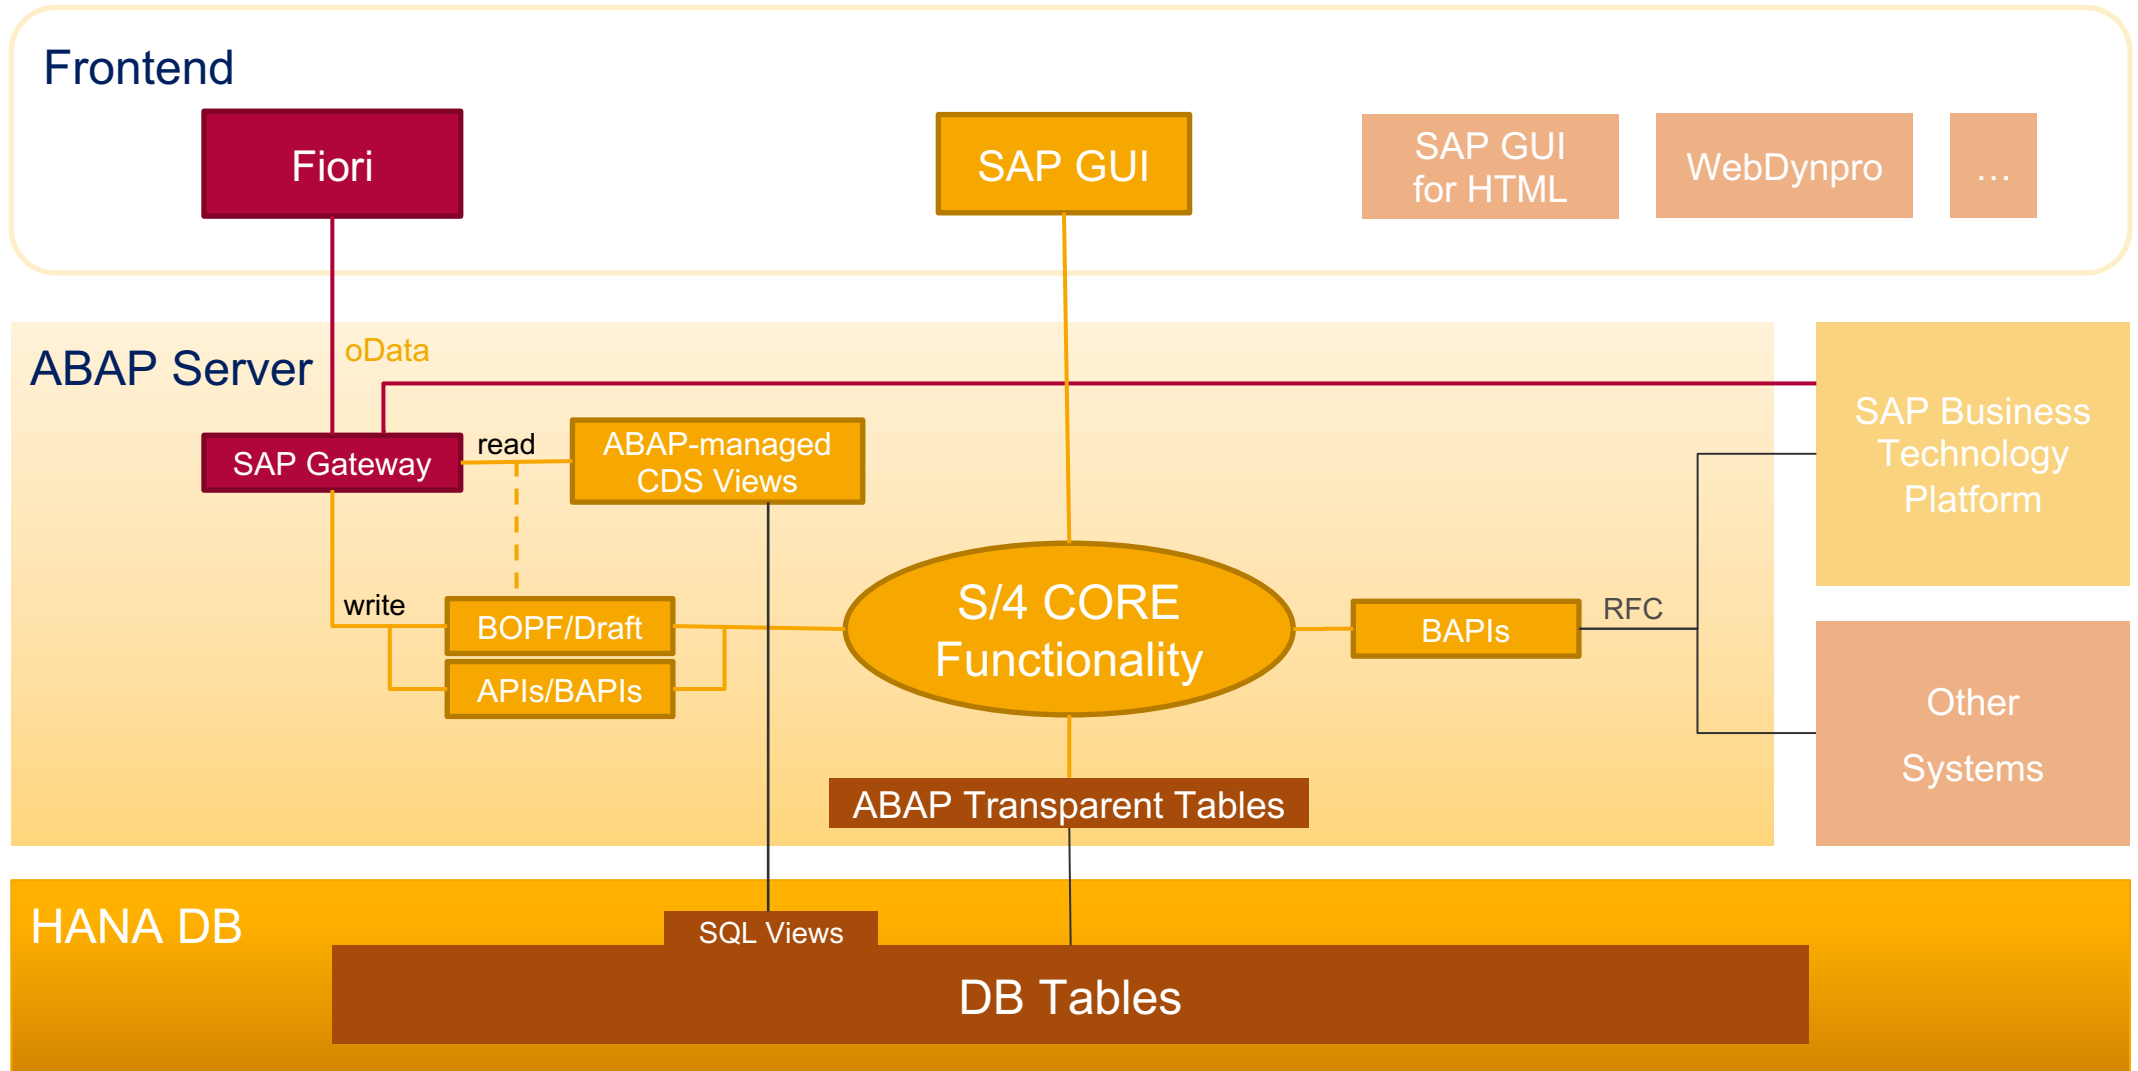 Frontend
Fiori
SAP GUI
SAP GUI
for HTML
WebDynpro
…
ABAP Server
oData
SAP Gateway
read
ABAP-managed
CDS Views
SAP Business
Technology
Platform
write
BOPF/Draft
APIs/BAPIs
S/4 CORE
Functionality
BAPIs
RFC
Other
Systems
ABAP Transparent Tables
HANA DB
SQL Views
DB Tables